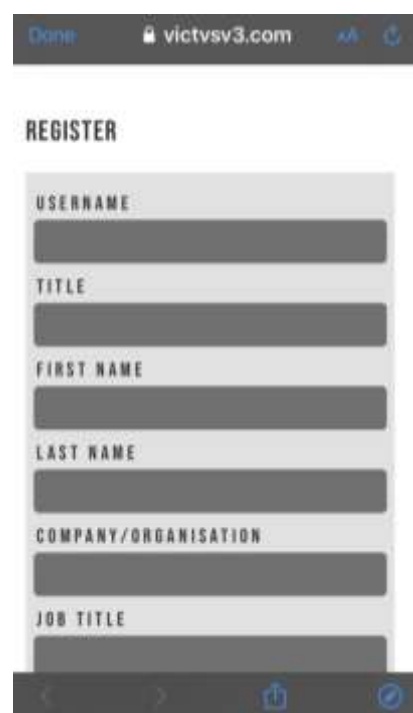 Done victvsv3.com AA
REGISTER
USERNAME
TITLE
FIRST NAME
LAST NAME
COMPANY/ORGANISATION
JOB TITLE